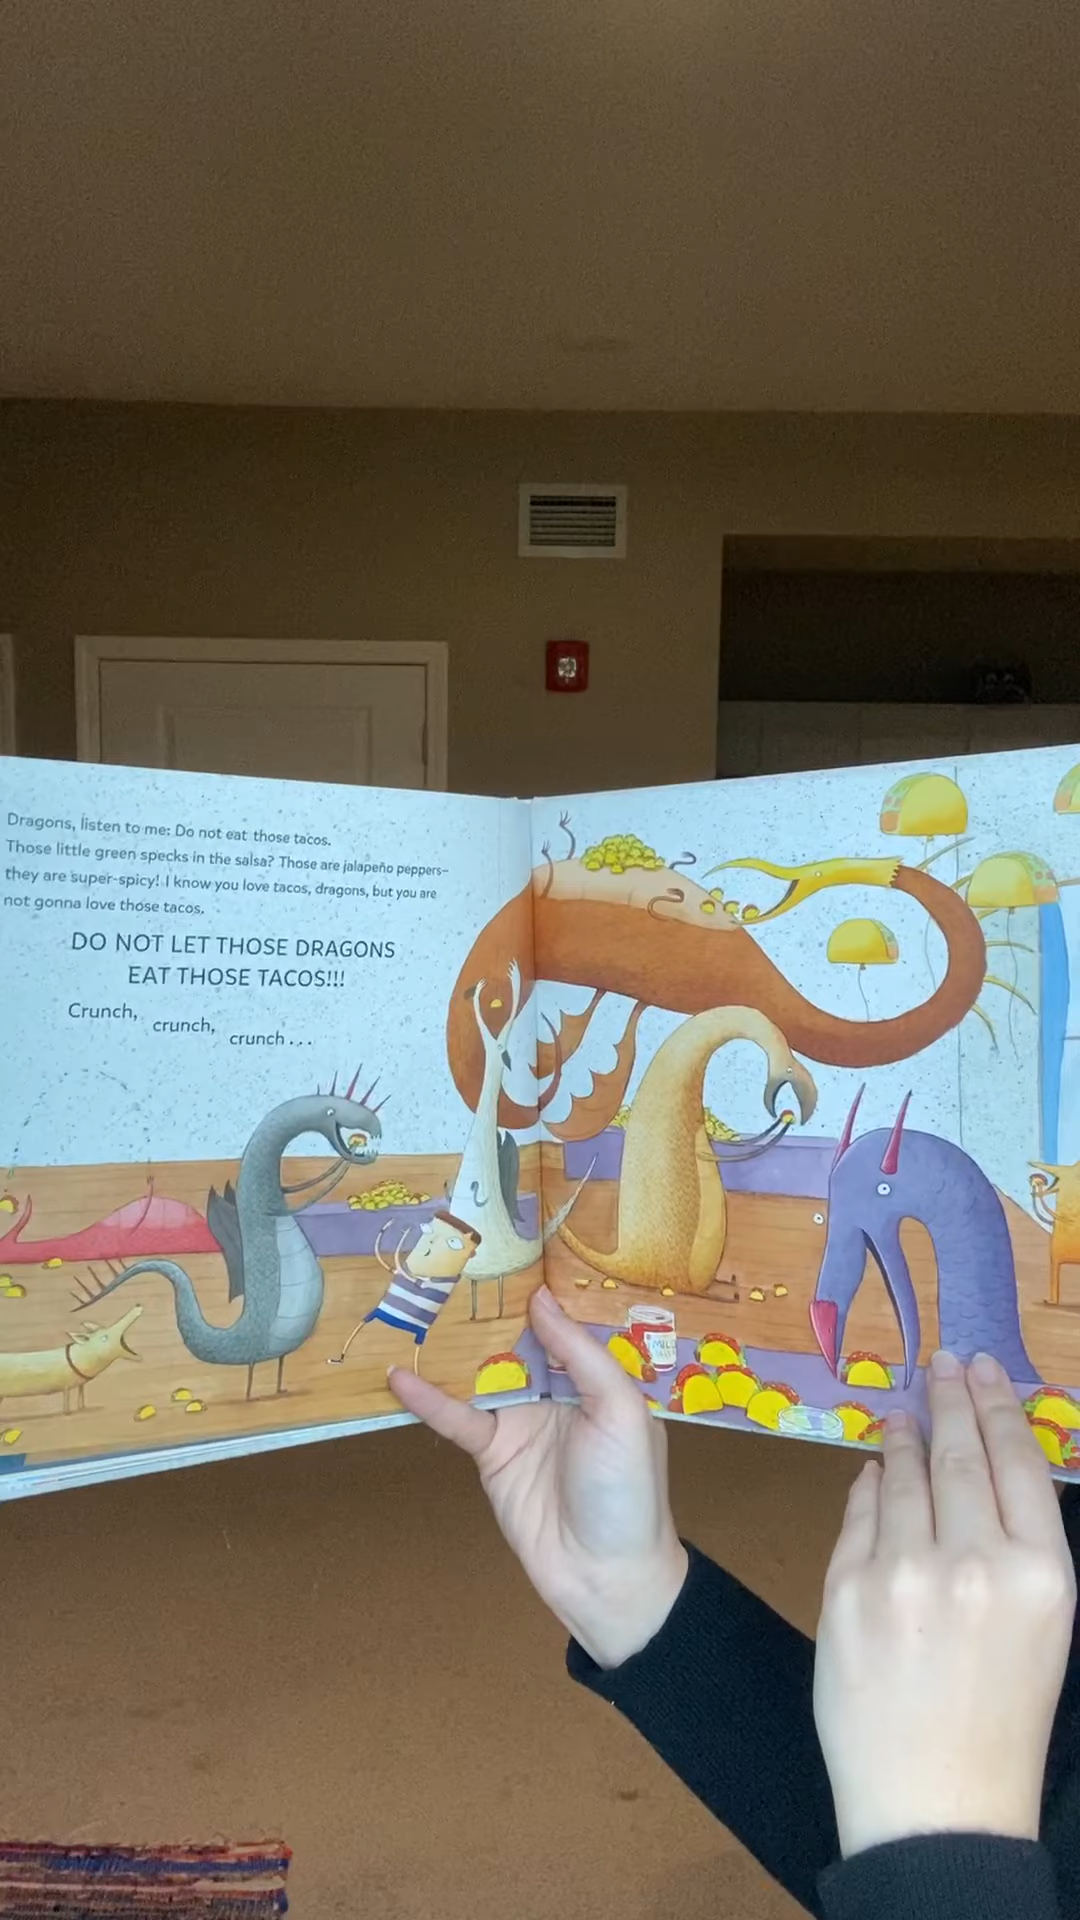 Dragons, listen to me: Do not eat those tacos.
Those little green specks in the salsa? Those are jalapeño peppers–
they are super-spicy! I know you love tacos, dragons, but you are
not gonna love those tacos.
DO NOT LET THOSE DRAGONS
EAT THOSE TACOS!!!
Crunch,
crunch,
crunch . . .
MILD